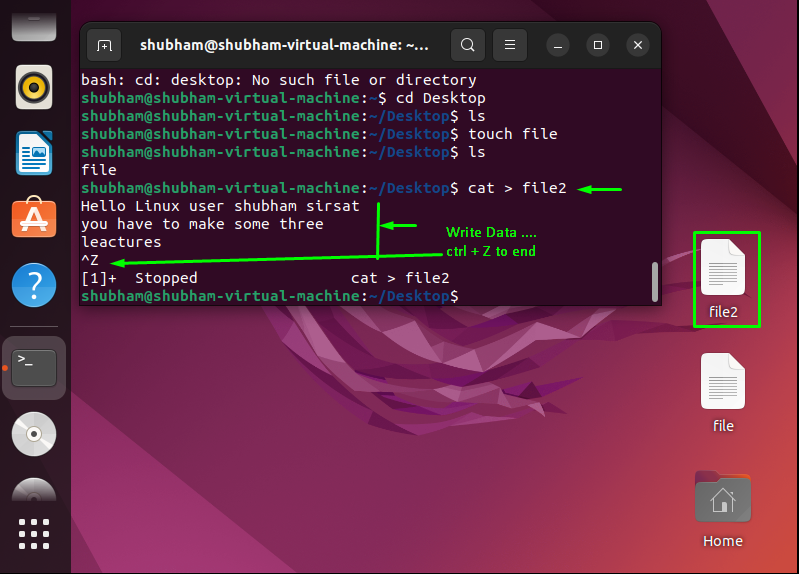 shubham@shubham-virtual-machine: ~...
bash: cd: desktop: No such file or directory
shubham@shubham-virtual-machine:~$ cd Desktop
shubham@shubham-virtual-machine:~/Desktop$ ls
shubham@shubham-virtual-machine:~/Desktop$ touch file
shubham@shubham-virtual-machine:~/Desktop$ ls
file
shubham@shubham-virtual-machine:~/Desktop$ cat > file2
Hello Linux user shubham sirsat
you have to make some three
leactures
^Z
[1]+  Stopped                 cat > file2
shubham@shubham-virtual-machine:~/Desktop$
Write Data ....
ctrl + Z to end
file2
file
Home